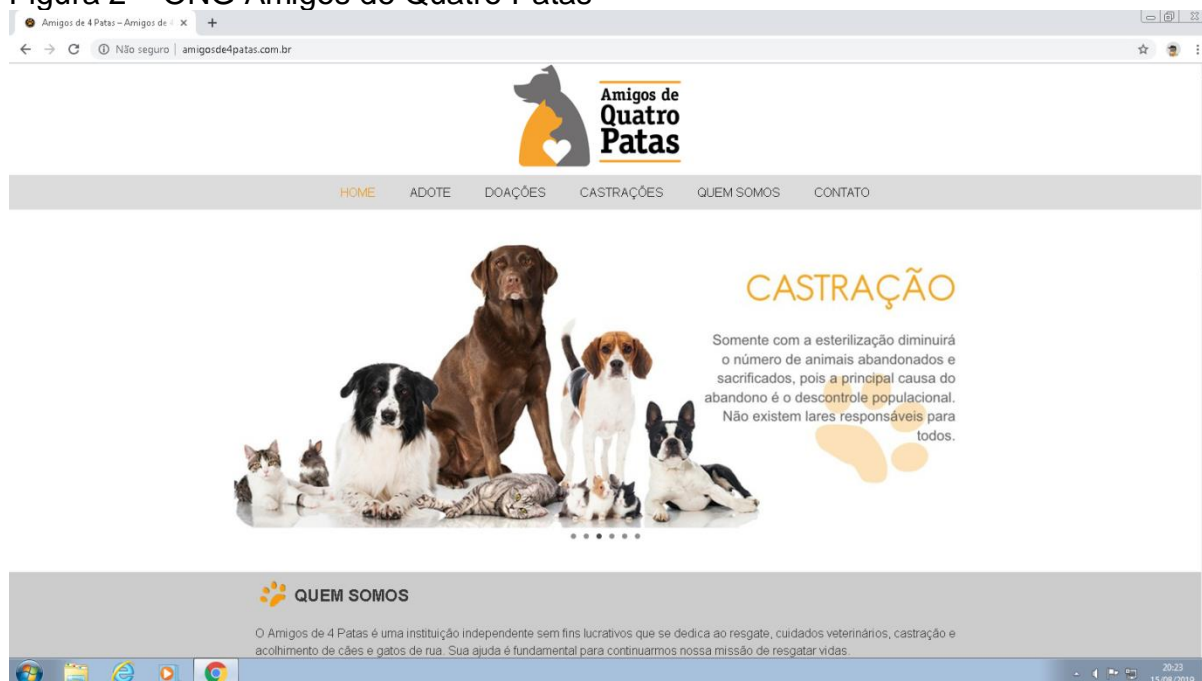 Figura 2 – ONG Amigos de Quatro Patas
Amigos de 4 Patas – Amigos de
Não seguro | amigosde4patas.com.br
Amigos de
Quatro
Patas
HOME ADOTE DOAÇÕES CASTRAÇÕES QUEM SOMOS CONTATO
CASTRAÇÃO
Somente com a esterilização diminuirá
o número de animais abandonados e
sacrificados, pois a principal causa do
abandono é o descontrole populacional.
Não existem lares responsáveis para
todos.
QUEM SOMOS
O Amigos de 4 Patas é uma instituição independente sem fins lucrativos que se dedica ao resgate, cuidados veterinários, castração e
acolhimento de cães e gatos de rua. Sua ajuda é fundamental para continuarmos nossa missão de resgatar vidas.
20:23
15/08/2019